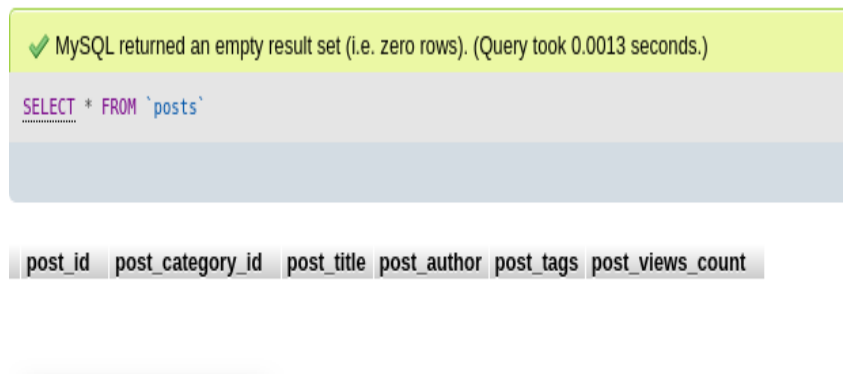 MySQL returned an empty result set (i.e. zero rows). (Query took 0.0013 seconds.)
SELECT * FROM `posts`
post_id post_category_id post_title post_author post_tags post_views_count